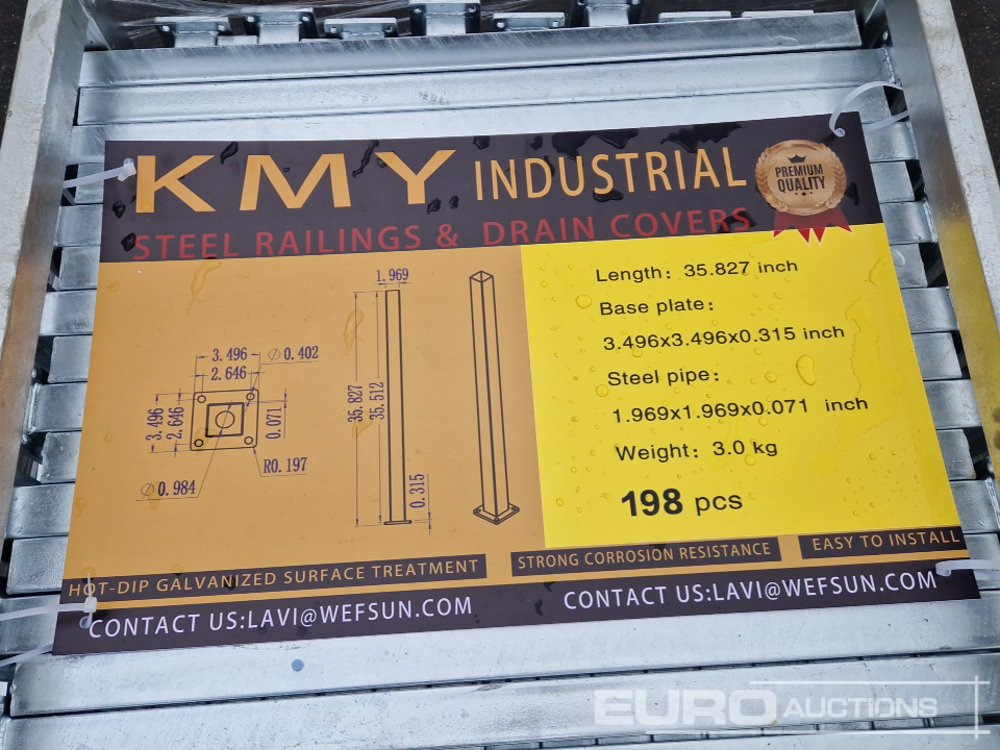 KMY INDUSTRIAL
PREMIUM
QUALITY
STEEL RAILINGS & DRAIN COVERS
1.969
3.496
∅0.402
2.646
3.496
2.646
0.071
R0.197
∅0.984
35.827
35.512
0.315
Length: 35.827 inch
Base plate:
3.496x3.496x0.315 inch
Steel pipe:
1.969x1.969x0.071 inch
Weight: 3.0 kg
198 pcs
HOT-DIP GALVANIZED SURFACE TREATMENT
STRONG CORROSION RESISTANCE
EASY TO INSTALL
CONTACT US:LAVI@WEFSUN.COM
CONTACT US:LAVI@WEFSUN.COM
EURO AUCTIONS